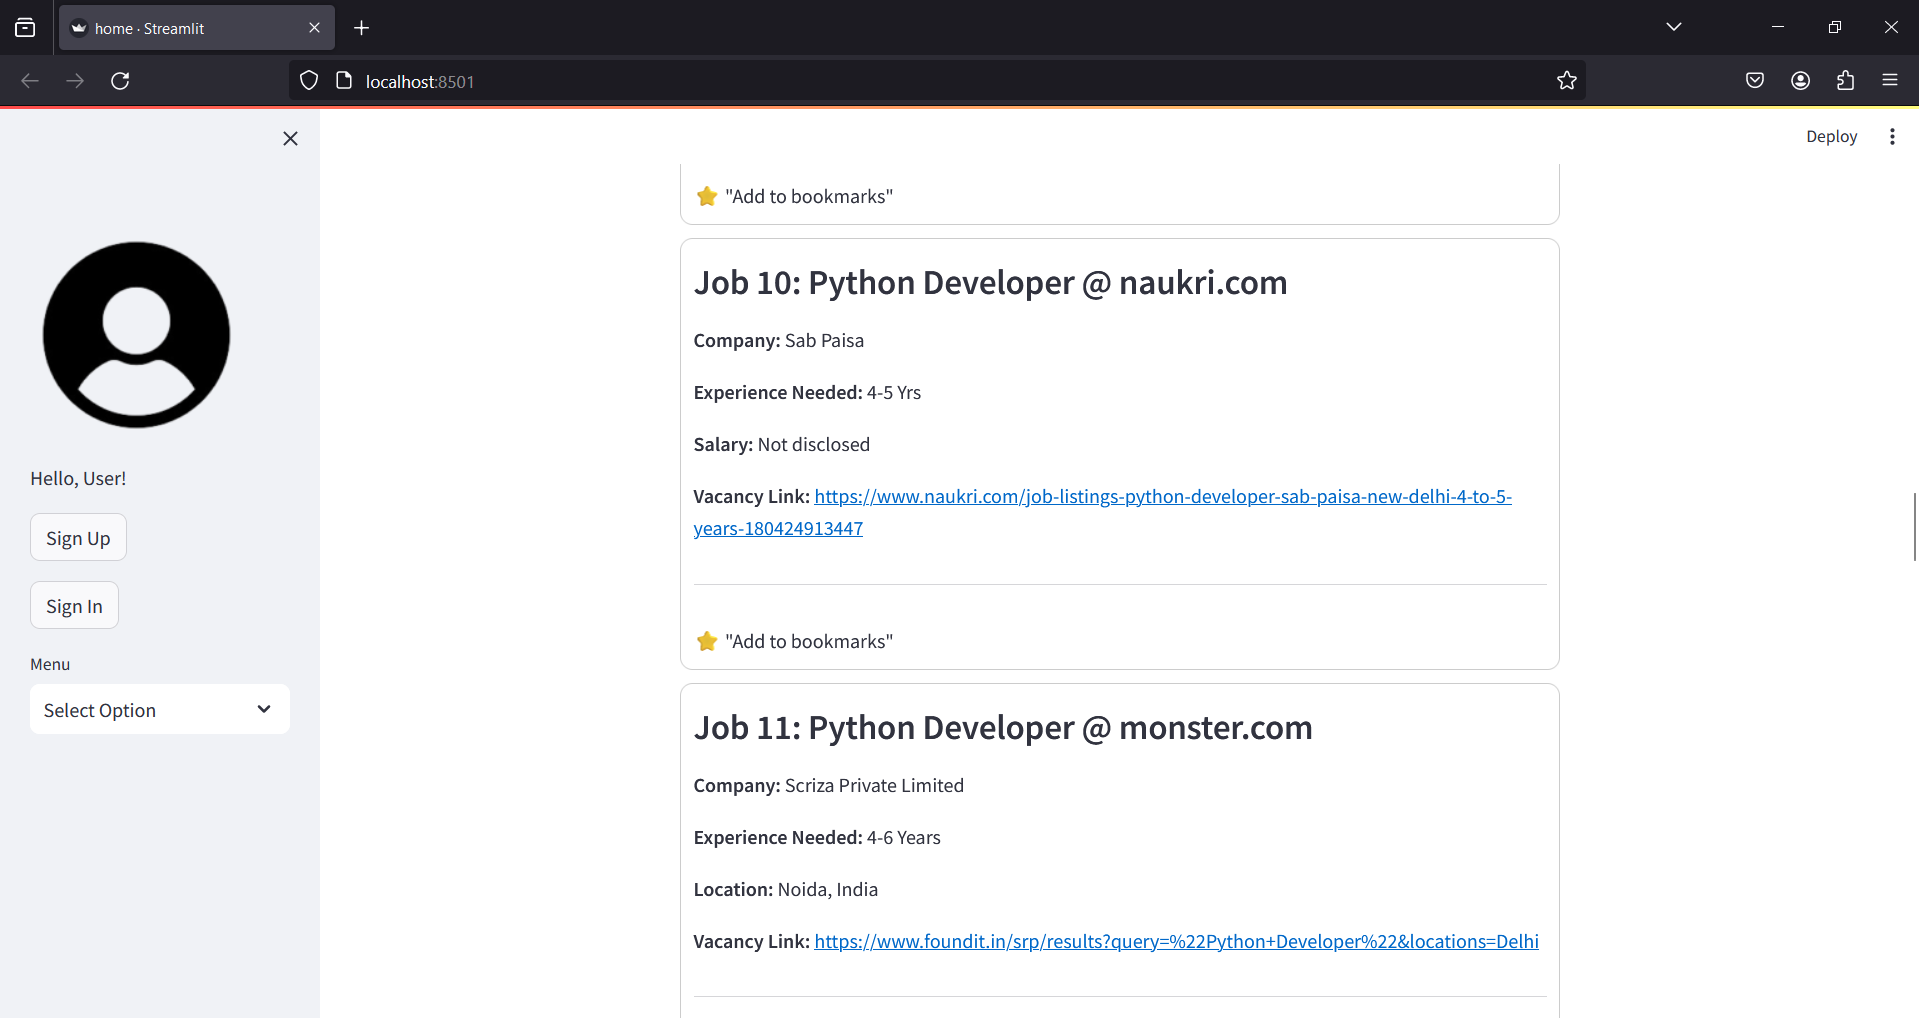 home · Streamlit
localhost:8501
Deploy
Hello, User!
Sign Up
Sign In
Menu
Select Option
⭐ "Add to bookmarks"
Job 10: Python Developer @ naukri.com
Company: Sab Paisa
Experience Needed: 4-5 Yrs
Salary: Not disclosed
Vacancy Link: https://www.naukri.com/job-listings-python-developer-sab-paisa-new-delhi-4-to-5-
years-180424913447
⭐ "Add to bookmarks"
Job 11: Python Developer @ monster.com
Company: Scriza Private Limited
Experience Needed: 4-6 Years
Location: Noida, India
Vacancy Link: https://www.foundit.in/srp/results?query=%22Python+Developer%22&locations=Delhi